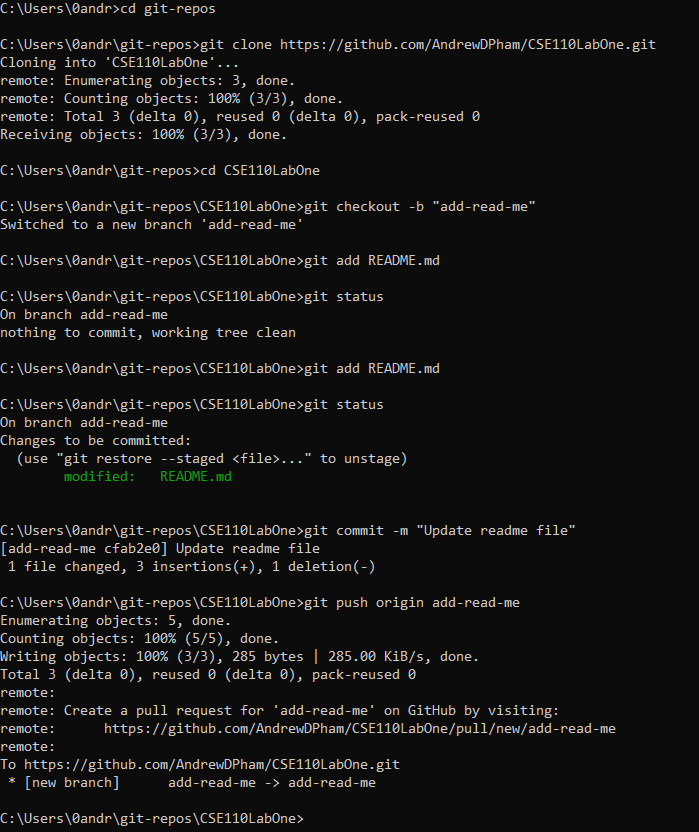 C:\Users\0andr>cd git-repos
C:\Users\0andr\git-repos>git clone https://github.com/AndrewDPham/CSE110LabOne.git
Cloning into 'CSE110LabOne'...
remote: Enumerating objects: 3, done.
remote: Counting objects: 100% (3/3), done.
remote: Total 3 (delta 0), reused 0 (delta 0), pack-reused 0
Receiving objects: 100% (3/3), done.
C:\Users\0andr\git-repos>cd CSE110LabOne
C:\Users\0andr\git-repos\CSE110LabOne>git checkout -b "add-read-me"
Switched to a new branch 'add-read-me'
C:\Users\0andr\git-repos\CSE110LabOne>git add README.md
C:\Users\0andr\git-repos\CSE110LabOne>git status
On branch add-read-me
nothing to commit, working tree clean
C:\Users\0andr\git-repos\CSE110LabOne>git add README.md
C:\Users\0andr\git-repos\CSE110LabOne>git status
On branch add-read-me
Changes to be committed:
  (use "git restore --staged <file>..." to unstage)
        modified:   README.md
C:\Users\0andr\git-repos\CSE110LabOne>git commit -m "Update readme file"
[add-read-me cfab2e0] Update readme file
 1 file changed, 3 insertions(+), 1 deletion(-)
C:\Users\0andr\git-repos\CSE110LabOne>git push origin add-read-me
Enumerating objects: 5, done.
Counting objects: 100% (5/5), done.
Writing objects: 100% (3/3), 285 bytes | 285.00 KiB/s, done.
Total 3 (delta 0), reused 0 (delta 0), pack-reused 0
remote:
remote: Create a pull request for 'add-read-me' on GitHub by visiting:
remote:      https://github.com/AndrewDPham/CSE110LabOne/pull/new/add-read-me
remote:
To https://github.com/AndrewDPham/CSE110LabOne.git
 * [new branch]      add-read-me -> add-read-me
C:\Users\0andr\git-repos\CSE110LabOne>